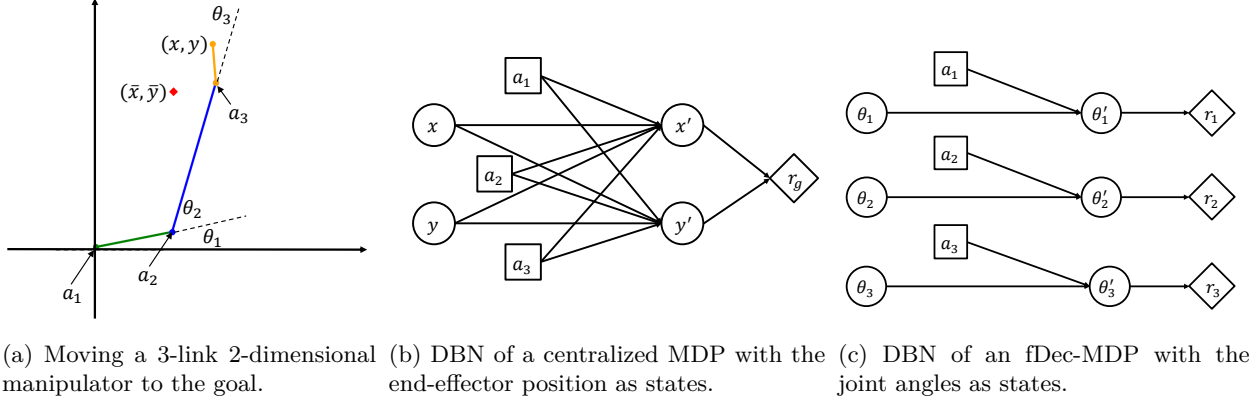 θ₃
(x, y)
(x̄, ȳ)
a₃
θ₂
θ₁
a₁
a₂
a₁
x
x′
a₂
r_g
y
y′
a₃
a₁
θ₁
θ′₁
r₁
a₂
θ₂
θ′₂
r₂
a₃
θ₃
θ′₃
r₃
(a) Moving a 3-link 2-dimensional
manipulator to the goal.
(b) DBN of a centralized MDP with the
end-effector position as states.
(c) DBN of an fDec-MDP with the
joint angles as states.